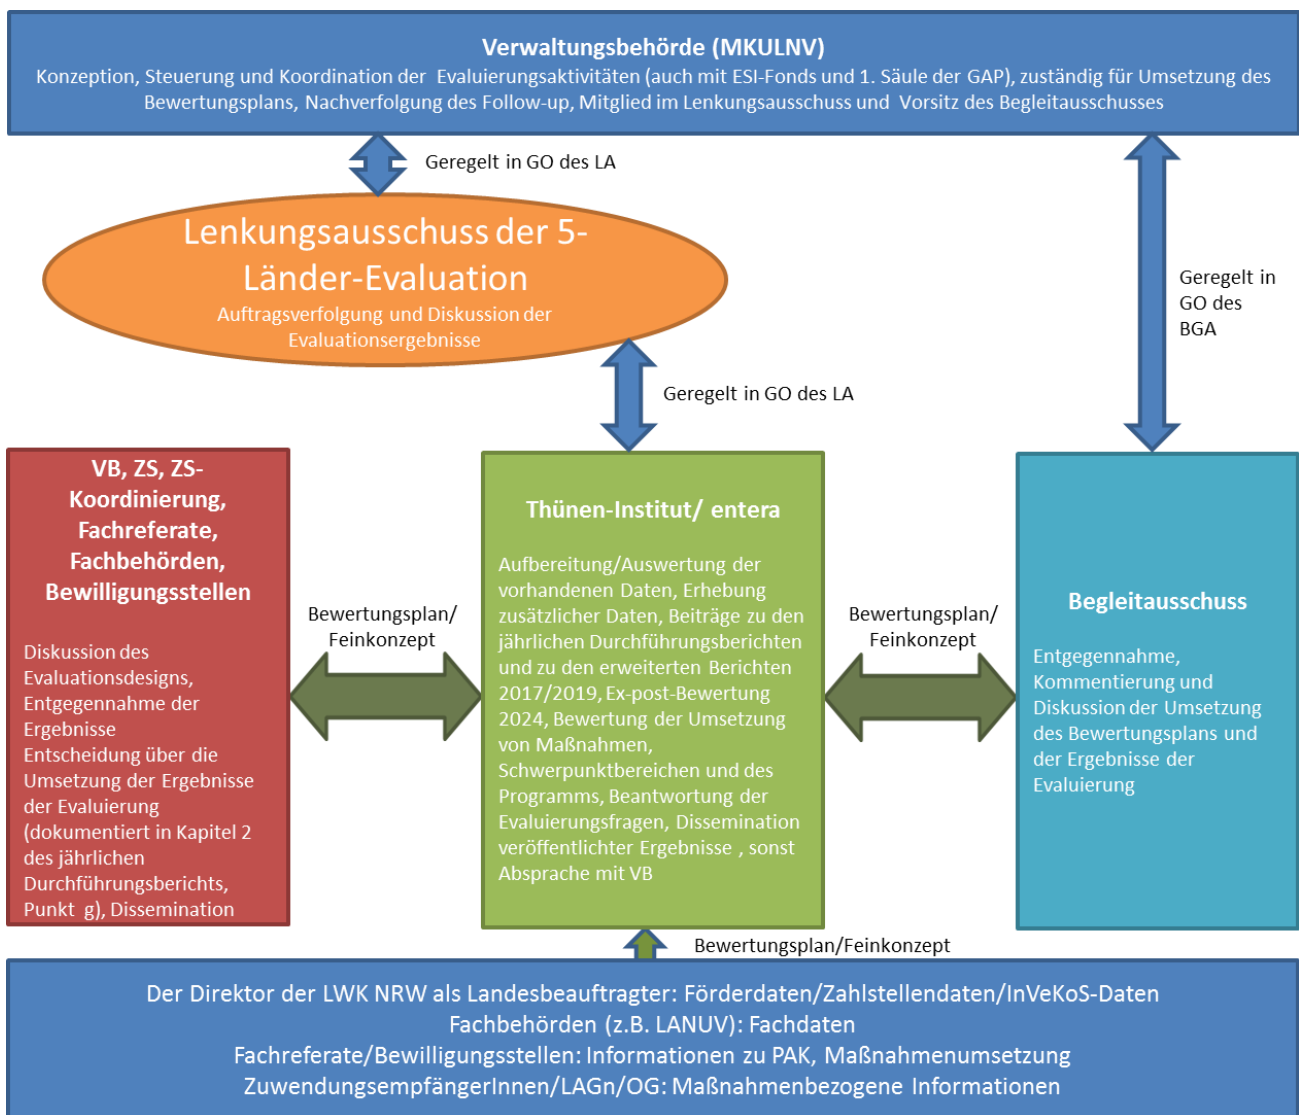 Verwaltungsbehörde (MKULNV)
Konzeption, Steuerung und Koordination der Evaluierungsaktivitäten (auch mit ESI-Fonds und 1. Säule der GAP), zuständig für Umsetzung des
Bewertungsplans, Nachverfolgung des Follow-up, Mitglied im Lenkungsausschuss und Vorsitz des Begleitausschusses
Geregelt in GO des LA
Lenkungsausschuss der 5-
Länder-Evaluation
Auftragsverfolgung und Diskussion der
Evaluationsergebnisse
Geregelt in
GO des
BGA
Geregelt in GO des LA
VB, ZS, ZS-
Koordinierung,
Fachreferate,
Fachbehörden,
Bewilligungsstellen
Diskussion des
Evaluationsdesigns,
Entgegennahme der
Ergebnisse
Entscheidung über die
Umsetzung der Ergebnisse
der Evaluierung
(dokumentiert in Kapitel 2
des jährlichen
Durchführungsberichts,
Punkt g), Dissemination
Bewertungsplan/
Feinkonzept
Thünen-Institut/ entera
Aufbereitung/Auswertung der
vorhandenen Daten, Erhebung
zusätzlicher Daten, Beiträge zu den
jährlichen Durchführungsberichten
und zu den erweiterten Berichten
2017/2019, Ex-post-Bewertung
2024, Bewertung der Umsetzung
von Maßnahmen,
Schwerpunktbereichen und des
Programms, Beantwortung der
Evaluierungsfragen, Dissemination
veröffentlichter Ergebnisse , sonst
Absprache mit VB
Bewertungsplan/
Feinkonzept
Begleitausschuss
Entgegennahme,
Kommentierung und
Diskussion der Umsetzung
des Bewertungsplans und
der Ergebnisse der
Evaluierung
Bewertungsplan/Feinkonzept
Der Direktor der LWK NRW als Landesbeauftragter: Förderdaten/Zahlstellendaten/InVeKoS-Daten
Fachbehörden (z.B. LANUV): Fachdaten
Fachreferate/Bewilligungsstellen: Informationen zu PAK, Maßnahmenumsetzung
ZuwendungsempfängerInnen/LAGn/OG: Maßnahmenbezogene Informationen